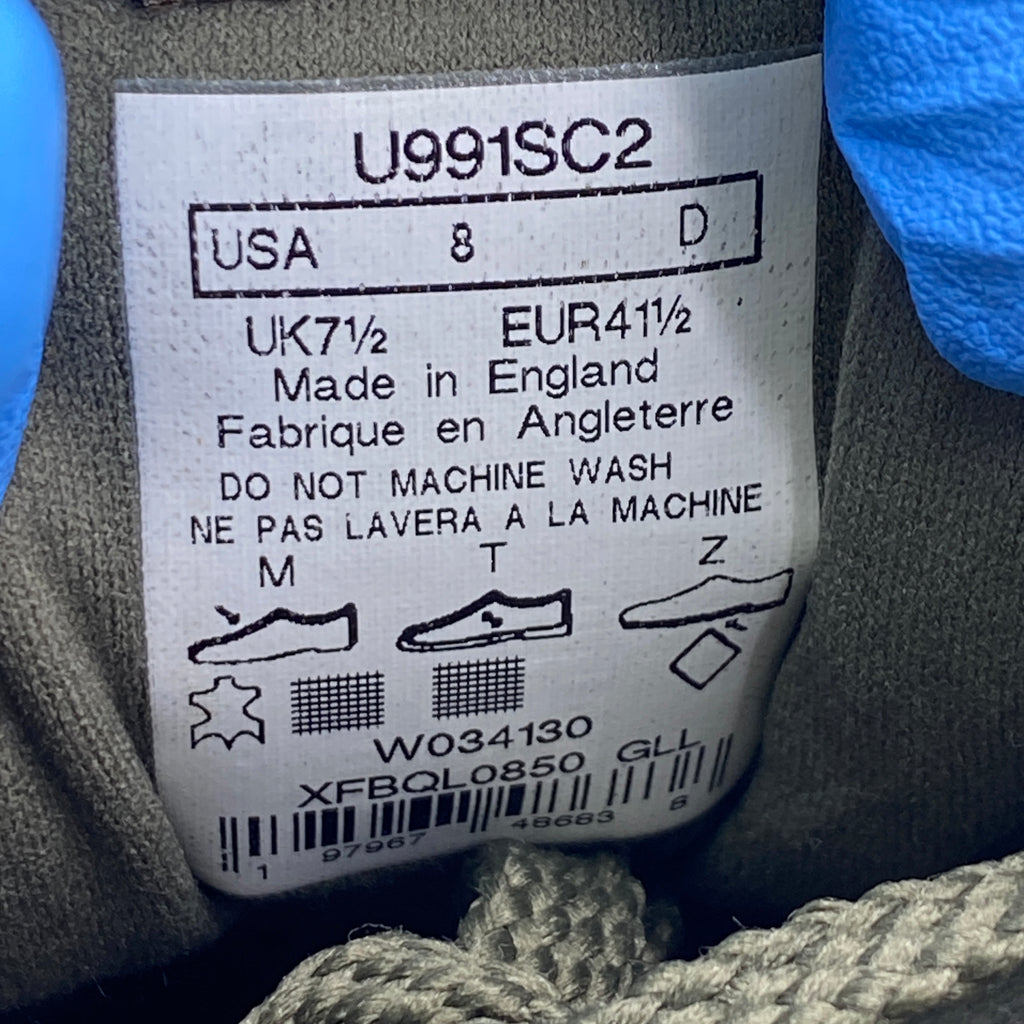 U991SC2
USA 8 D
UK7½ EUR41½
Made in England
Fabrique en Angleterre
DO NOT MACHINE WASH
NE PAS LAVERA A LA MACHINE
M T Z
W034130
XFBQL0850 GLL
1 97967 48683 6